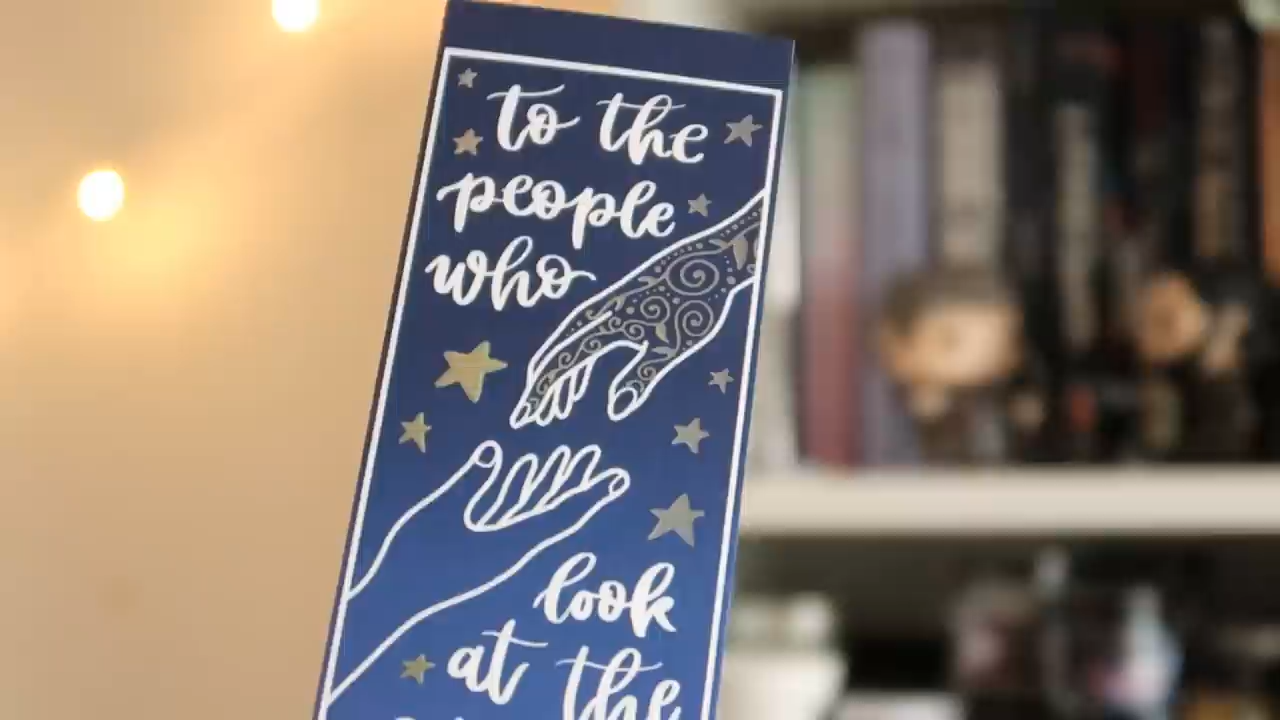 to the
people
who
look
at the